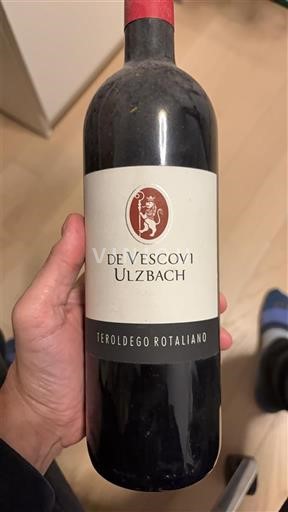 DE VESCOVI
ULZBACH
TEROLDEGO ROTALIANO